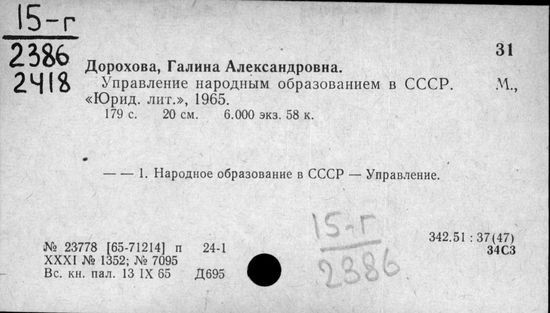 15-г
2386
2418
31
Дорохова, Галина Александровна.
Управление народным образованием в СССР. М.,
«Юрид. лит.», 1965.
179 с. 20 см. 6.000 экз. 58 к.
— — 1. Народное образование в СССР — Управление.
15-г
2386
№ 23778 [65-71214] п 24-1
XXXI № 1352; № 7095
Вс. кн. пал. 13 IX 65 Д695
342.51 : 37(47)
34С3